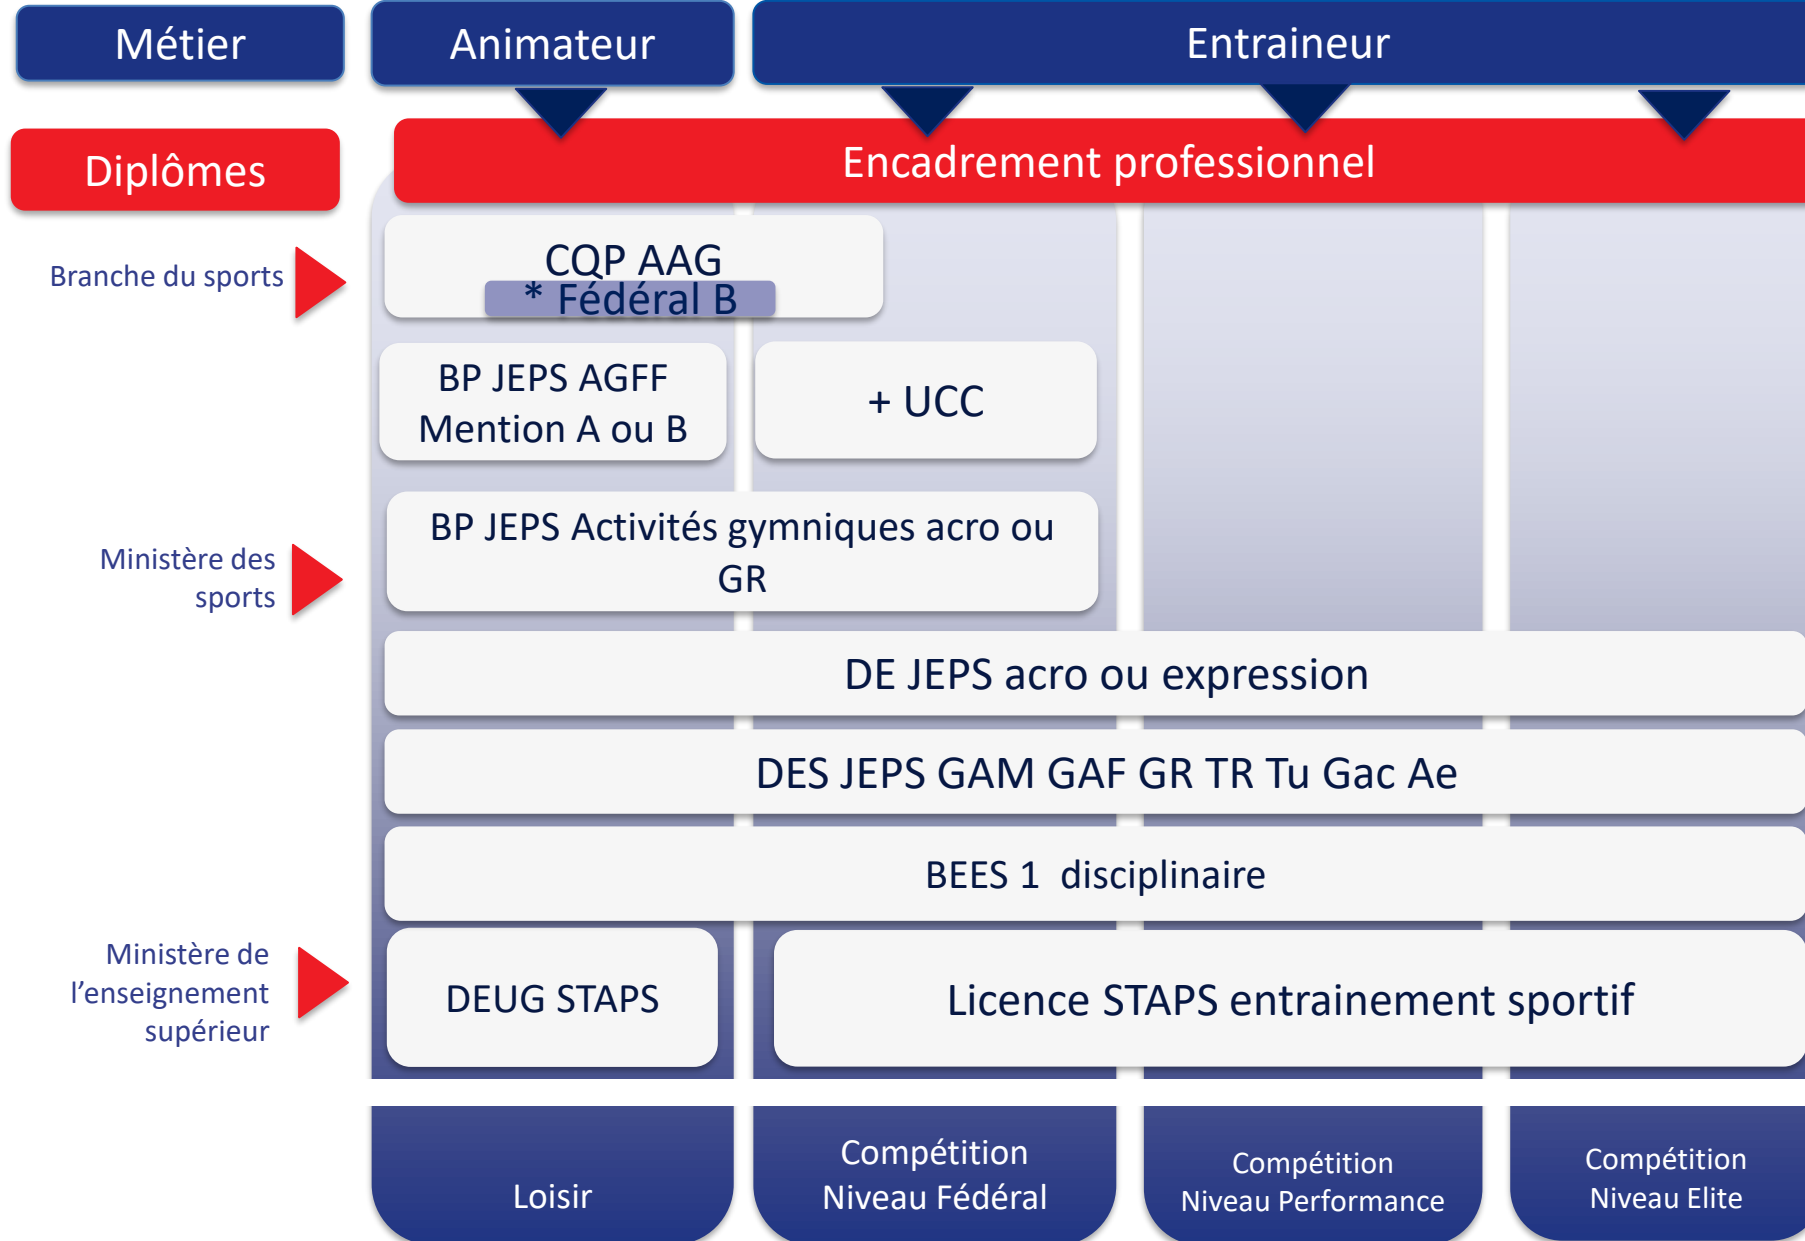 Métier
Animateur
Entraineur
Diplômes
Encadrement professionnel
Branche du sports
CQP AAG
* Fédéral B
BP JEPS AGFF
Mention A ou B
+ UCC
Ministère des
sports
BP JEPS Activités gymniques acro ou
GR
DE JEPS acro ou expression
DES JEPS GAM GAF GR TR Tu Gac Ae
BEES 1  disciplinaire
Ministère de
l’enseignement
supérieur
DEUG STAPS
Licence STAPS entrainement sportif
Loisir
Compétition
Niveau Fédéral
Compétition
Niveau Performance
Compétition
Niveau Elite